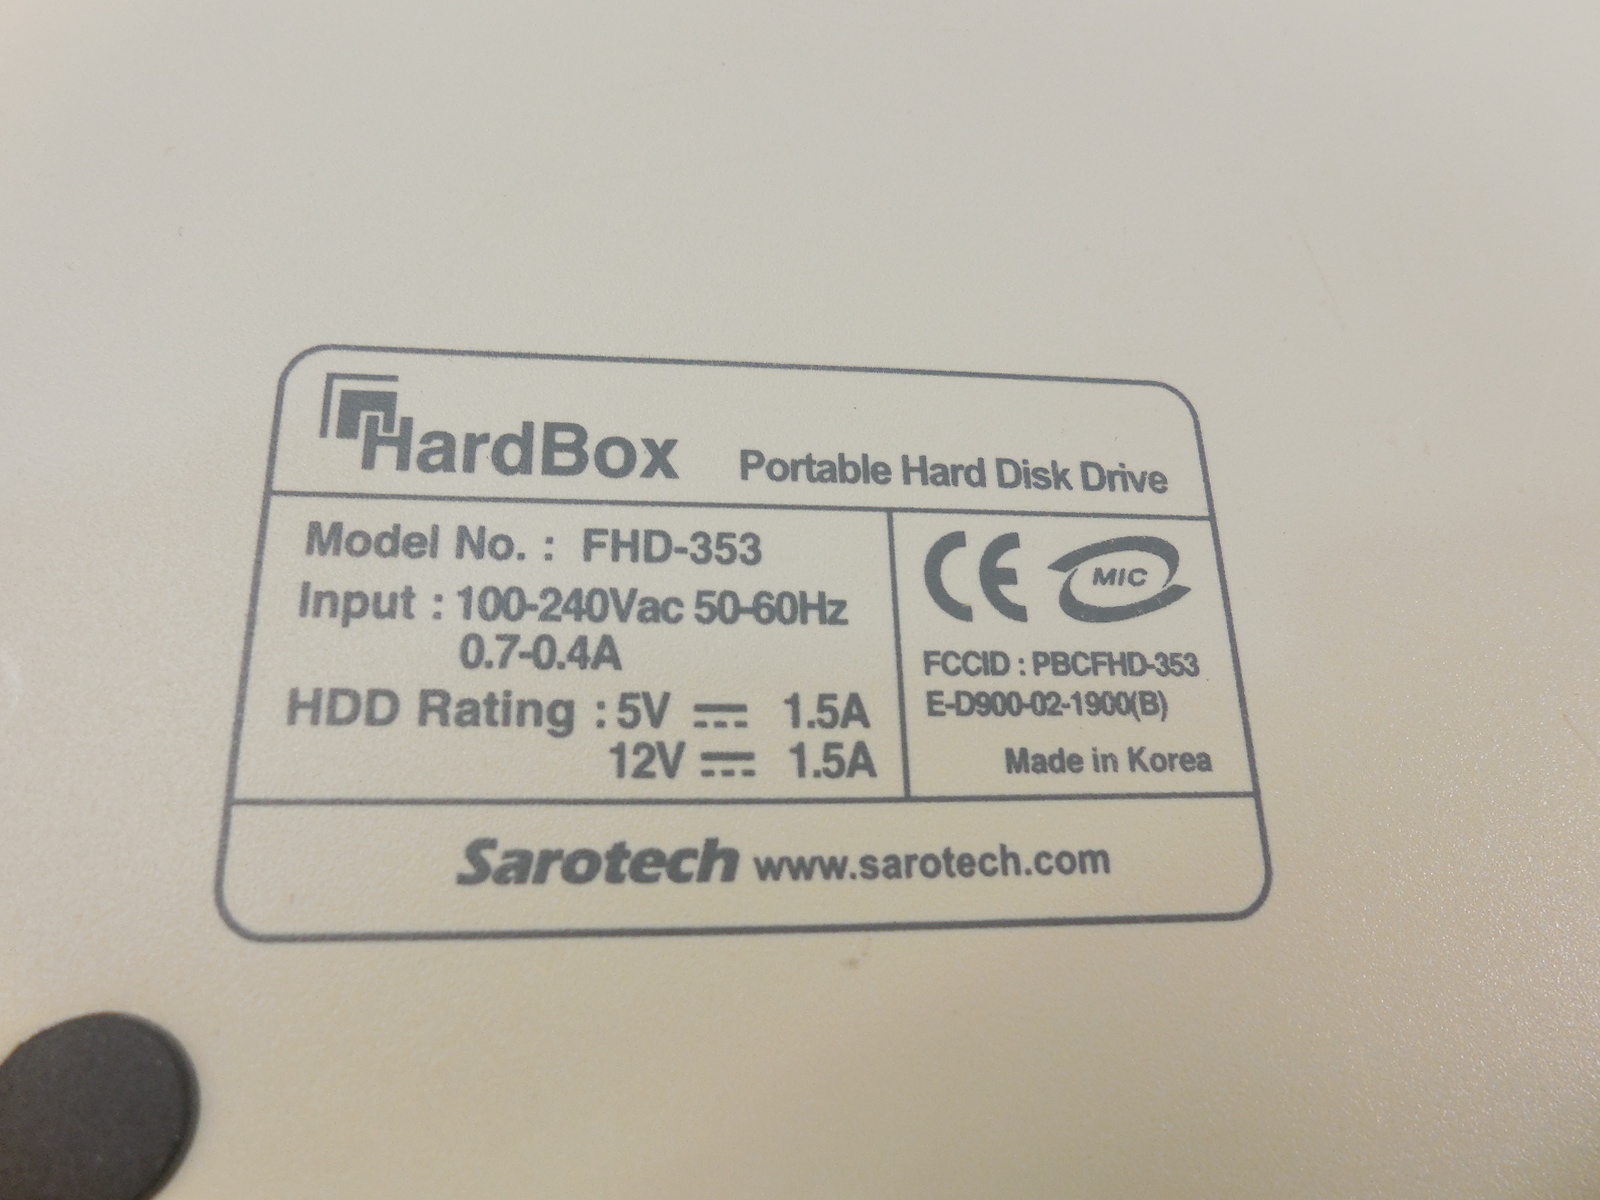 HardBox Portable Hard Disk Drive
Model No. : FHD-353
Input : 100-240Vac 50-60Hz
0.7-0.4A
HDD Rating : 5V ⎓ 1.5A
12V ⎓ 1.5A
CE MIC
FCCID : PBCFHD-353
E-D900-02-1900(B)
Made in Korea
Sarotech www.sarotech.com